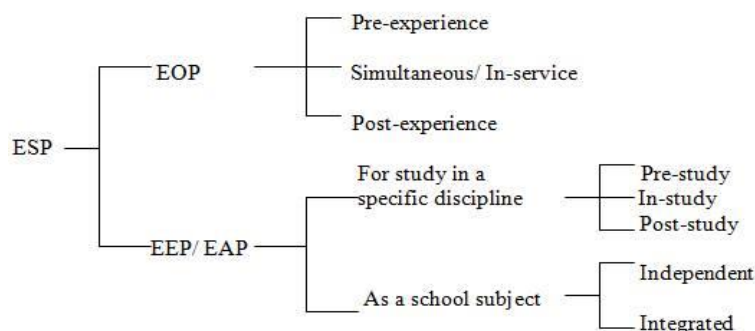 Pre-experience
EOP
Simultaneous/ In-service
Post-experience
ESP
For study in a
specific discipline
Pre-study
In-study
Post-study
EEP/ EAP
As a school subject
Independent
Integrated